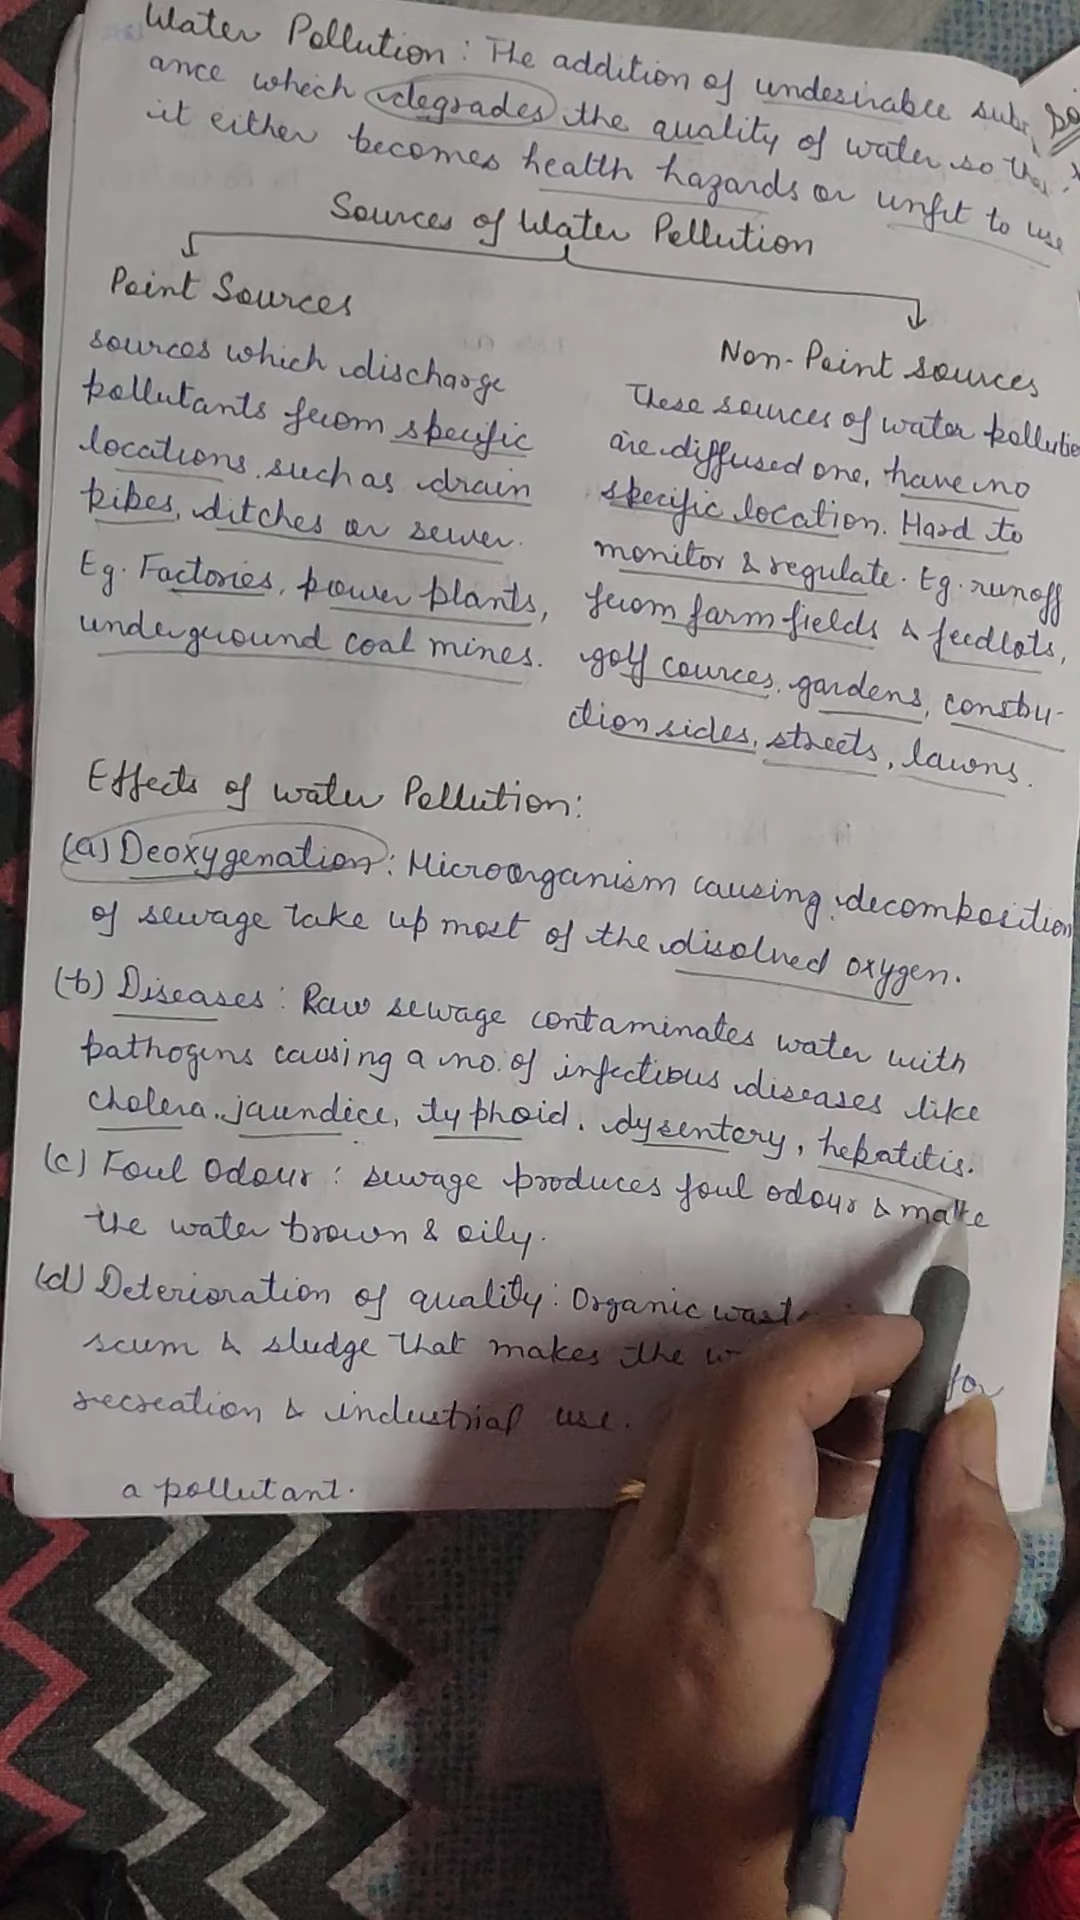 Water Pollution: The addition of undesirable subs
ance which degrades the quality of water so tha
it either becomes health hazards or unfit to use
Sources of Water Pollution
Point Sources
sources which discharge
pollutants from specific
locations such as drain
pipes, ditches or sewer.
Eg. Factories, power plants,
underground coal mines.
Non-Point sources
These sources of water pollutio
are diffused one, have no
specific location. Hard to
monitor & regulate. Eg. runoff
from farm fields & feedlots,
golf cources, gardens, constru-
ction sides, streets, lawns.
Effects of water Pollution:
(a) Deoxygenation: Microorganism causing decomposition
of sewage take up most of the disolved oxygen.
(b) Diseases: Raw sewage contaminates water with
pathogens causing a no. of infectious diseases like
cholera, jaundice, typhoid, dysentery, hepatitis.
(c) Foul Odour: sewage produces foul odour & make
the water brown & oily.
(d) Deterioration of quality: Organic wast
scum & sludge that makes the w for
recreation & industrial use.
a pollutant.